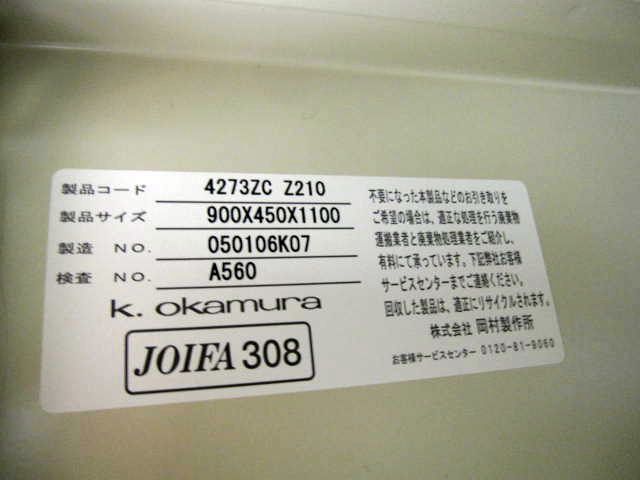 製品コード 4273ZC Z210
製品サイズ 900X450X1100
製造 NO. 050106K07
検査 NO. A560
k. okamura
JOIFA 308
不要になった本製品などのお引き取りを
ご希望の場合は、適正な処理を行う廃棄物
運搬業者と廃棄物処理業者をご紹介し、
有料にて承っています。下記弊社お客様
サービスセンターまでご連絡ください。
回収した製品は、適正にリサイクルされます。
株式会社 岡村製作所
お客様サービスセンター 0120-81-9060